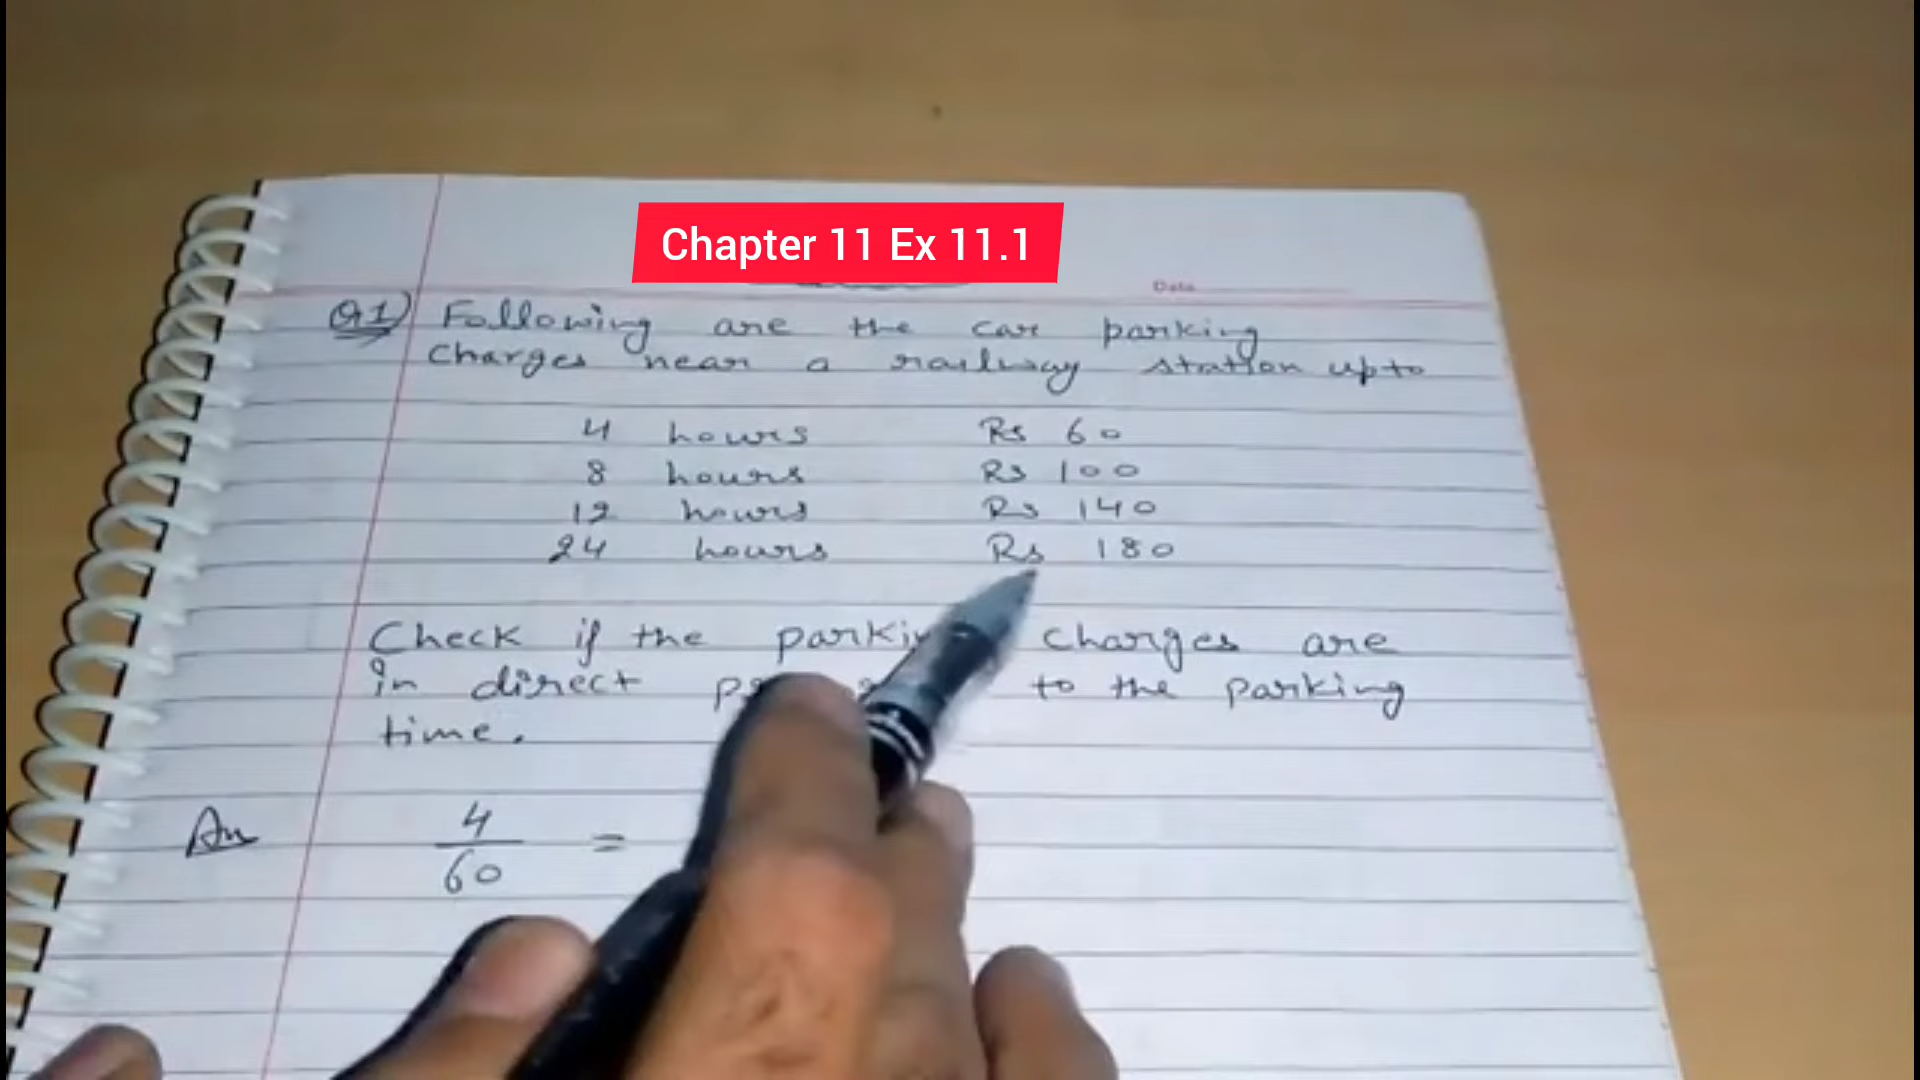 Chapter 11 Ex 11.1
Date
Q1) Following are the car parking
charges near a railway station upto
4 hours Rs 60
8 hours Rs 100
12 hours Rs 140
24 hours Rs 180
Check if the charges are
in direct to the parking
time.
An 4/60 =